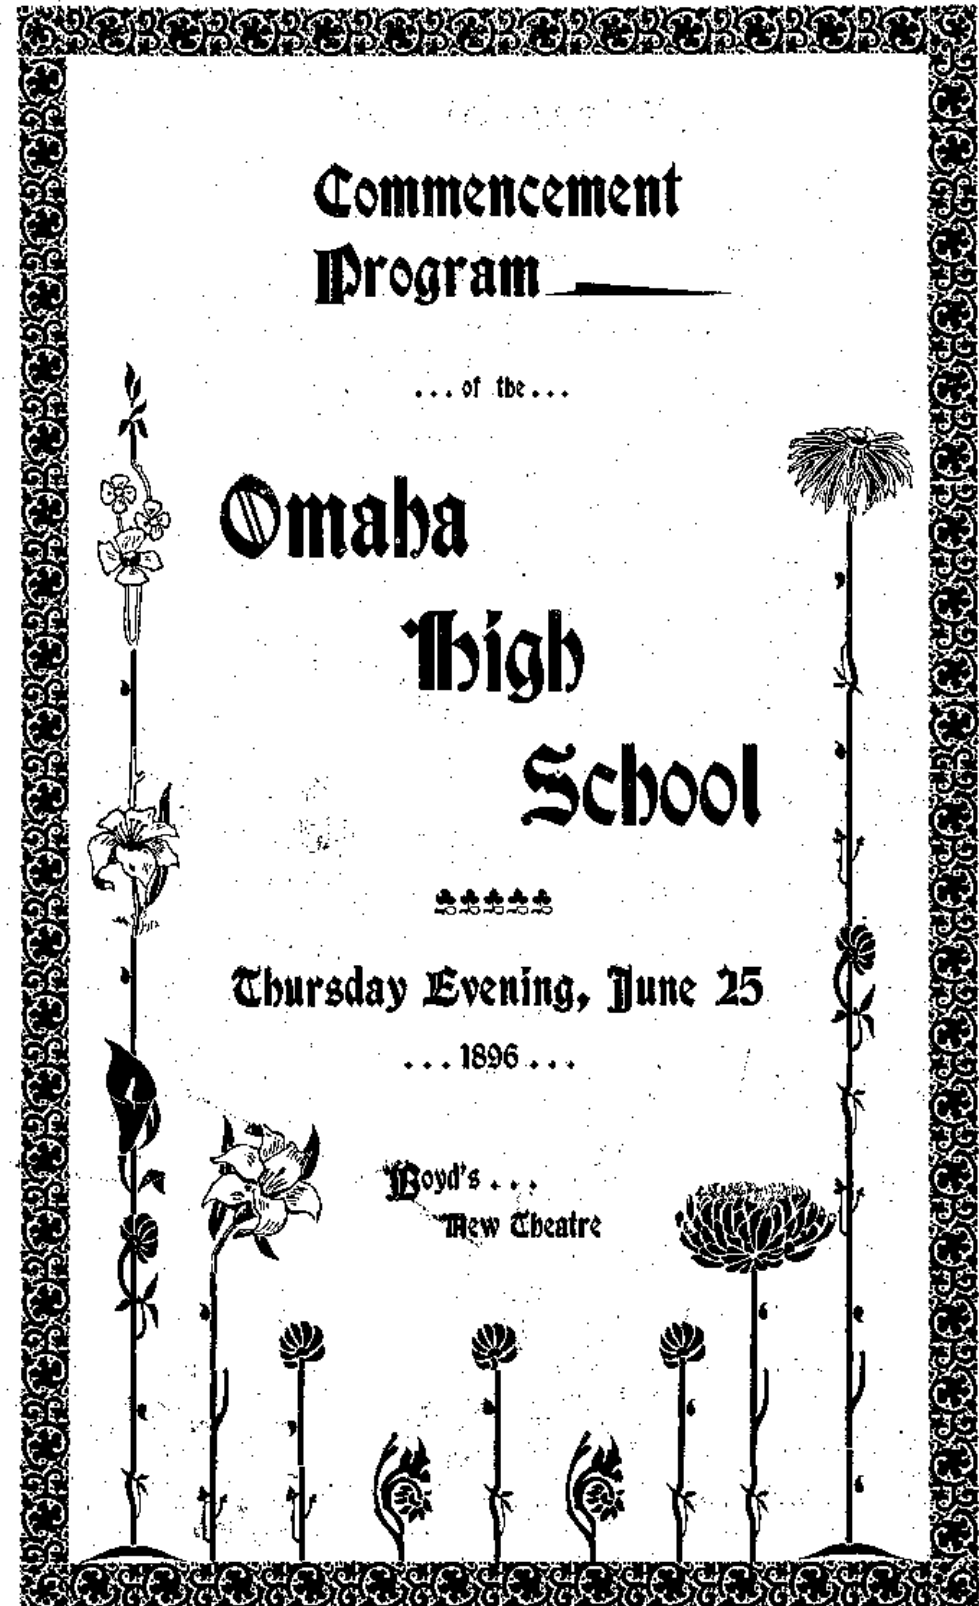 Commencement
Program
... of the ...
Omaha
High
School
Thursday Evening, June 25
... 1896 ...
Boyd's ...
New Theatre